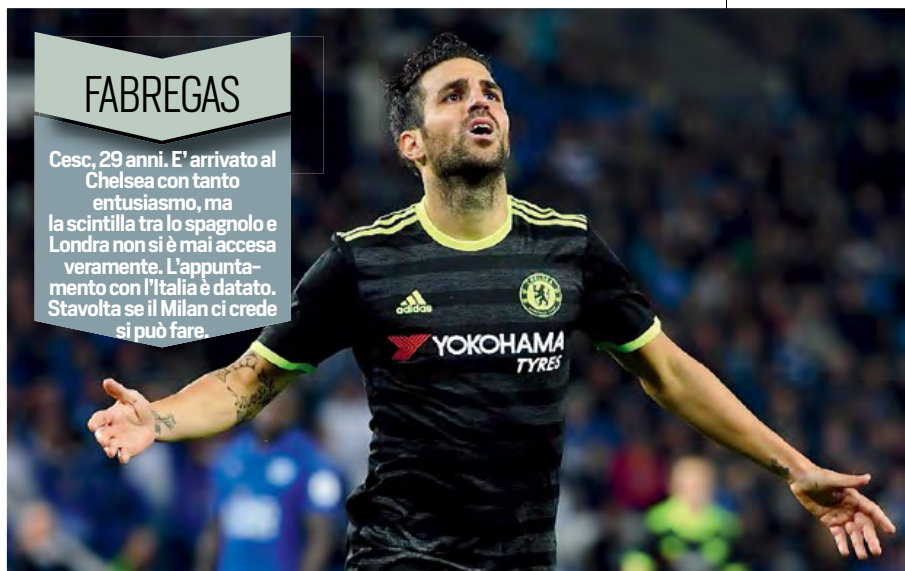 FABREGAS
Cesc, 29 anni. E’ arrivato al
Chelsea con tanto
entusiasmo, ma
la scintilla tra lo spagnolo e
Londra non si è mai accesa
veramente. L’appunta-
mento con l’Italia è datato.
Stavolta se il Milan ci crede
si può fare.
adidas
YOKOHAMA
TYRES